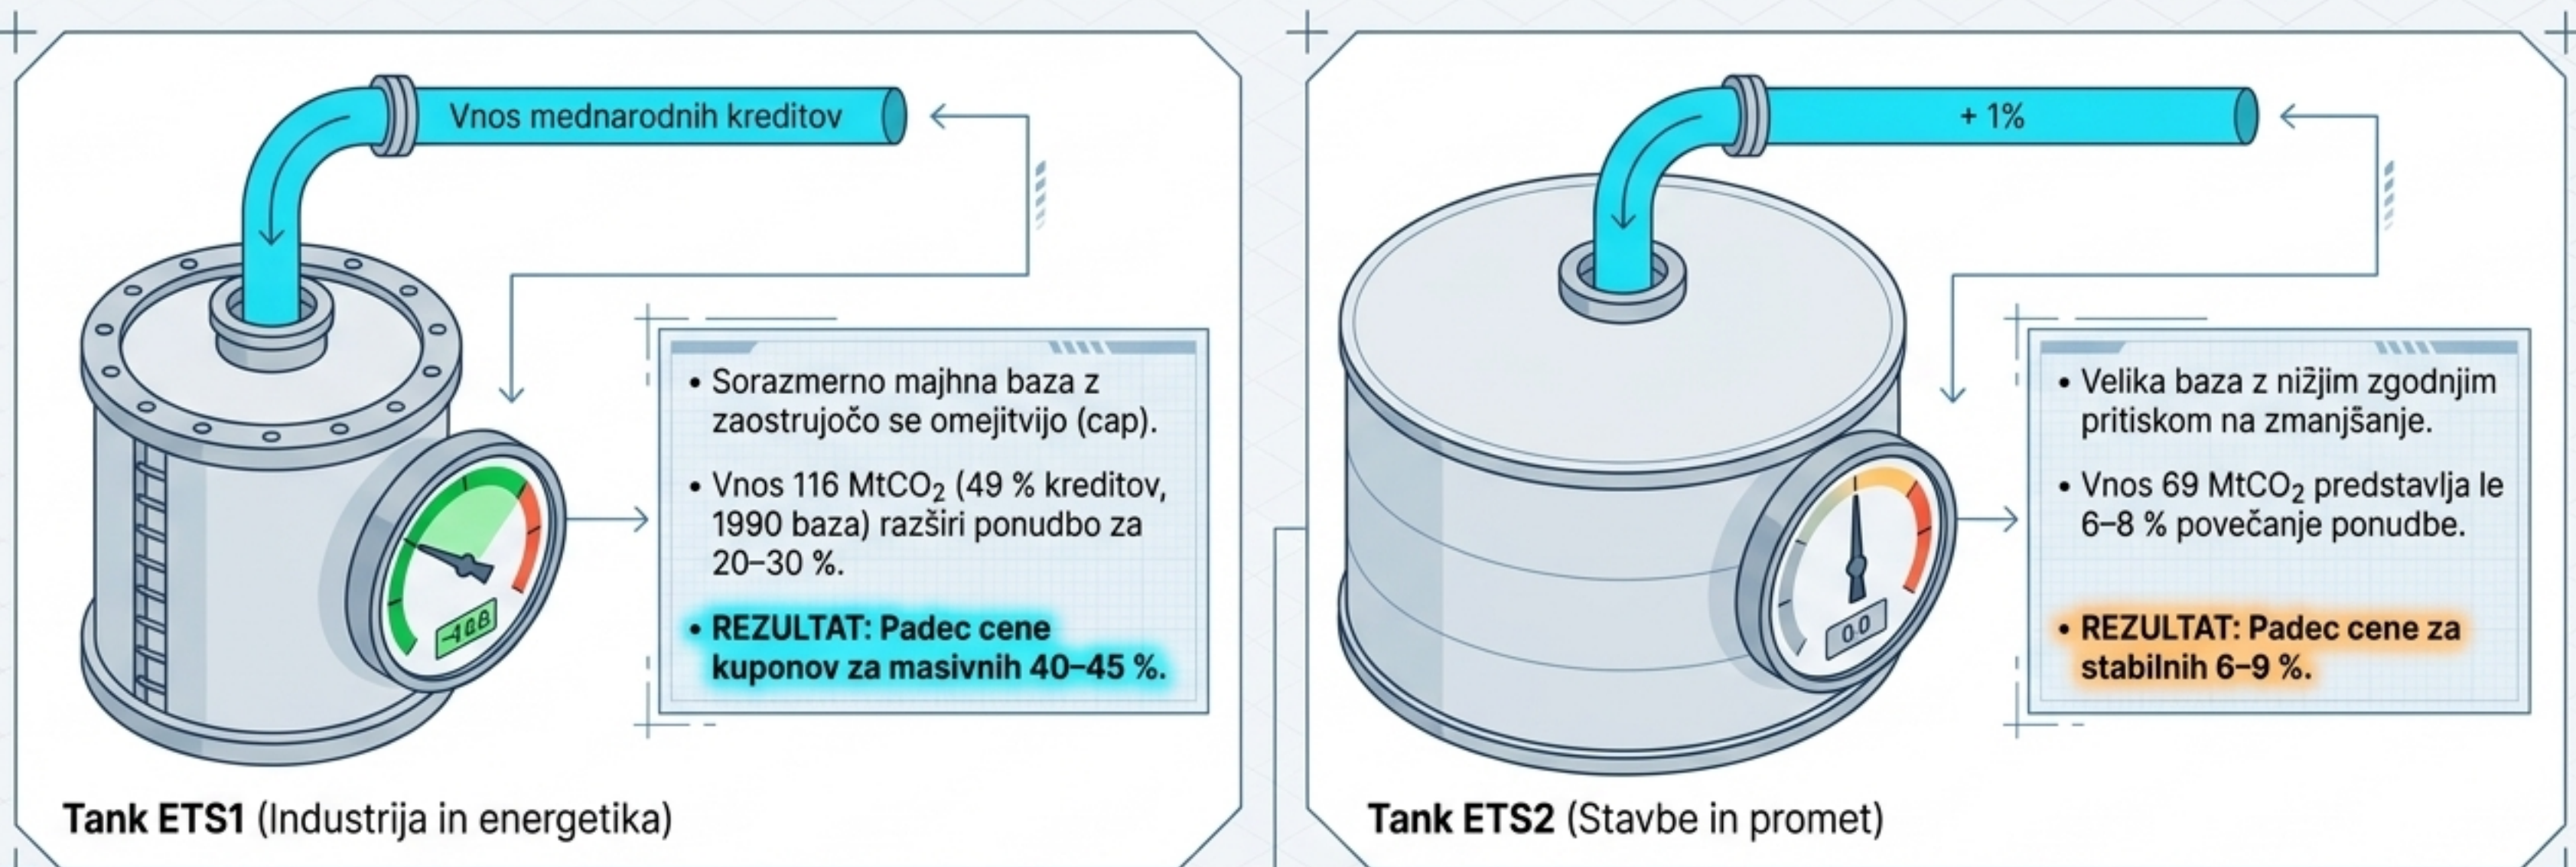 Vnos mednarodnih kreditov
• Sorazmerno majhna baza z
zaostrujočo se omejitvijo (cap).
• Vnos 116 MtCO₂ (49 % kreditov,
1990 baza) razširi ponudbo za
20–30 %.
• REZULTAT: Padec cene
kuponov za masivnih 40–45 %.
Tank ETS1 (Industrija in energetika)
+ 1%
• Velika baza z nižjim zgodnjim
pritiskom na zmanjšanje.
• Vnos 69 MtCO₂ predstavlja le
6–8 % povečanje ponudbe.
• REZULTAT: Padec cene za
stabilnih 6–9 %.
0.0
Tank ETS2 (Stavbe in promet)